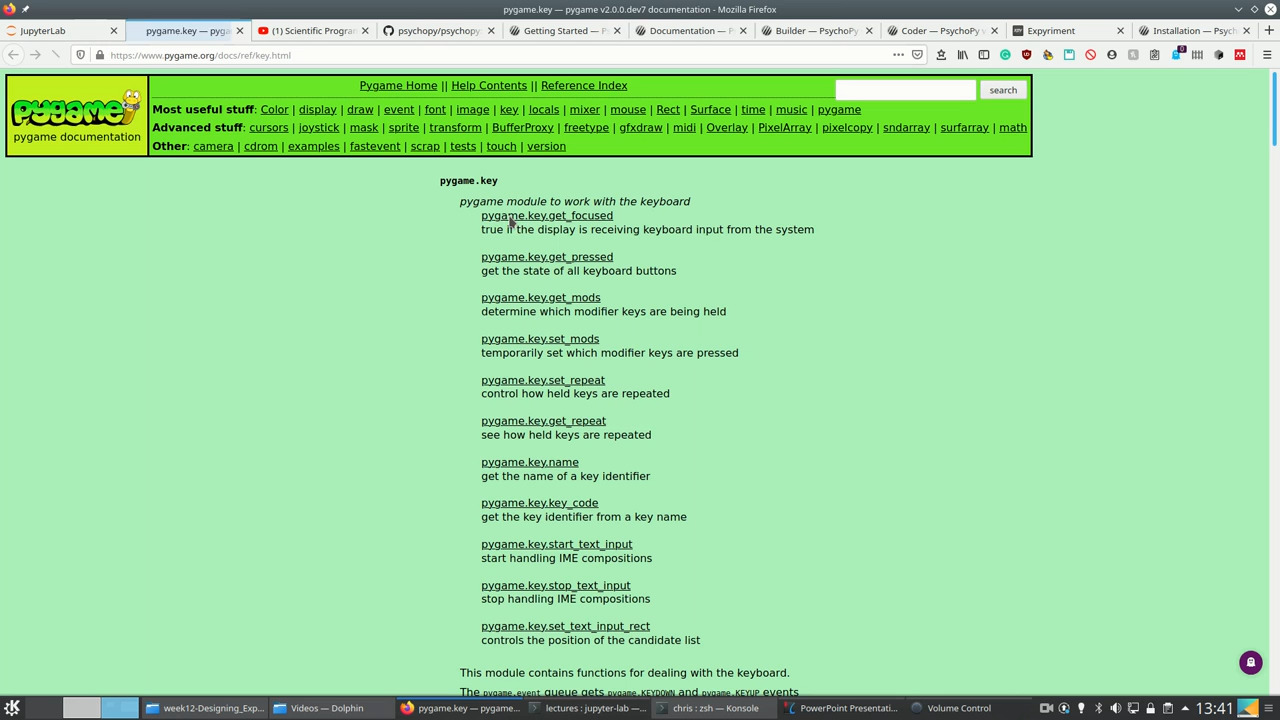 pygame.key — pygame v2.0.0.dev7 documentation - Mozilla Firefox
JupyterLab
pygame.key — pyga
(1) Scientific Progran
psychopy/psychopy
Getting Started — Ps
Documentation — P
Builder — PsychoPy
Coder — PsychoPy v
Expyriment
Installation — Psych
https://www.pygame.org/docs/ref/key.html
pygame
pygame documentation
Pygame Home || Help Contents || Reference Index
search
Most useful stuff: Color | display | draw | event | font | image | key | locals | mixer | mouse | Rect | Surface | time | music | pygame
Advanced stuff: cursors | joystick | mask | sprite | transform | BufferProxy | freetype | gfxdraw | midi | Overlay | PixelArray | pixelcopy | sndarray | surfarray | math
Other: camera | cdrom | examples | fastevent | scrap | tests | touch | version
pygame.key
pygame module to work with the keyboard
pygame.key.get_focused
true if the display is receiving keyboard input from the system
pygame.key.get_pressed
get the state of all keyboard buttons
pygame.key.get_mods
determine which modifier keys are being held
pygame.key.set_mods
temporarily set which modifier keys are pressed
pygame.key.set_repeat
control how held keys are repeated
pygame.key.get_repeat
see how held keys are repeated
pygame.key.name
get the name of a key identifier
pygame.key.key_code
get the key identifier from a key name
pygame.key.start_text_input
start handling IME compositions
pygame.key.stop_text_input
stop handling IME compositions
pygame.key.set_text_input_rect
controls the position of the candidate list
This module contains functions for dealing with the keyboard.
The pygame.event queue gets pygame.KEYDOWN and pygame.KEYUP events
week12-Designing_Exp...
Videos — Dolphin
pygame.key — pygame...
lectures : jupyter-lab —...
chris : zsh — Konsole
PowerPoint Presentati...
Volume Control
13:41